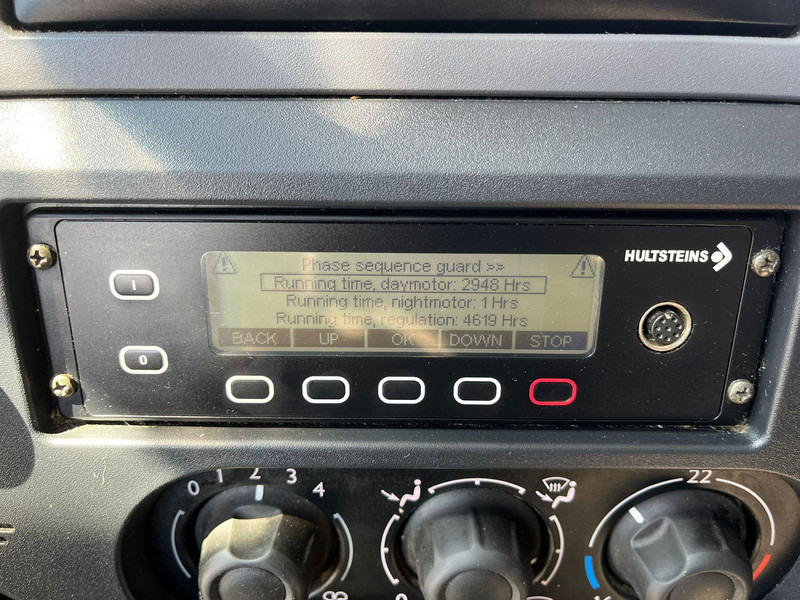 HULTSTEINS
Phase sequence guard >>
Running time, daymotor: 2948 Hrs
Running time, nightmotor: 1 Hrs
Running time, regulation: 4619 Hrs
BACK UP OK DOWN STOP
I
0
0 1 2 3 4
22